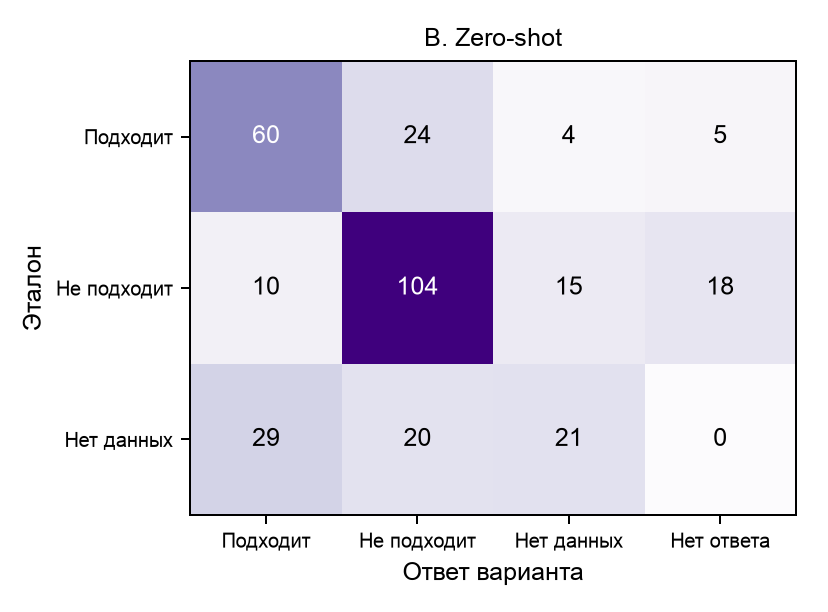 B. Zero-shot
Эталон
Подходит 60 24 4 5
Не подходит 10 104 15 18
Нет данных 29 20 21 0
Подходит Не подходит Нет данных Нет ответа
Ответ варианта